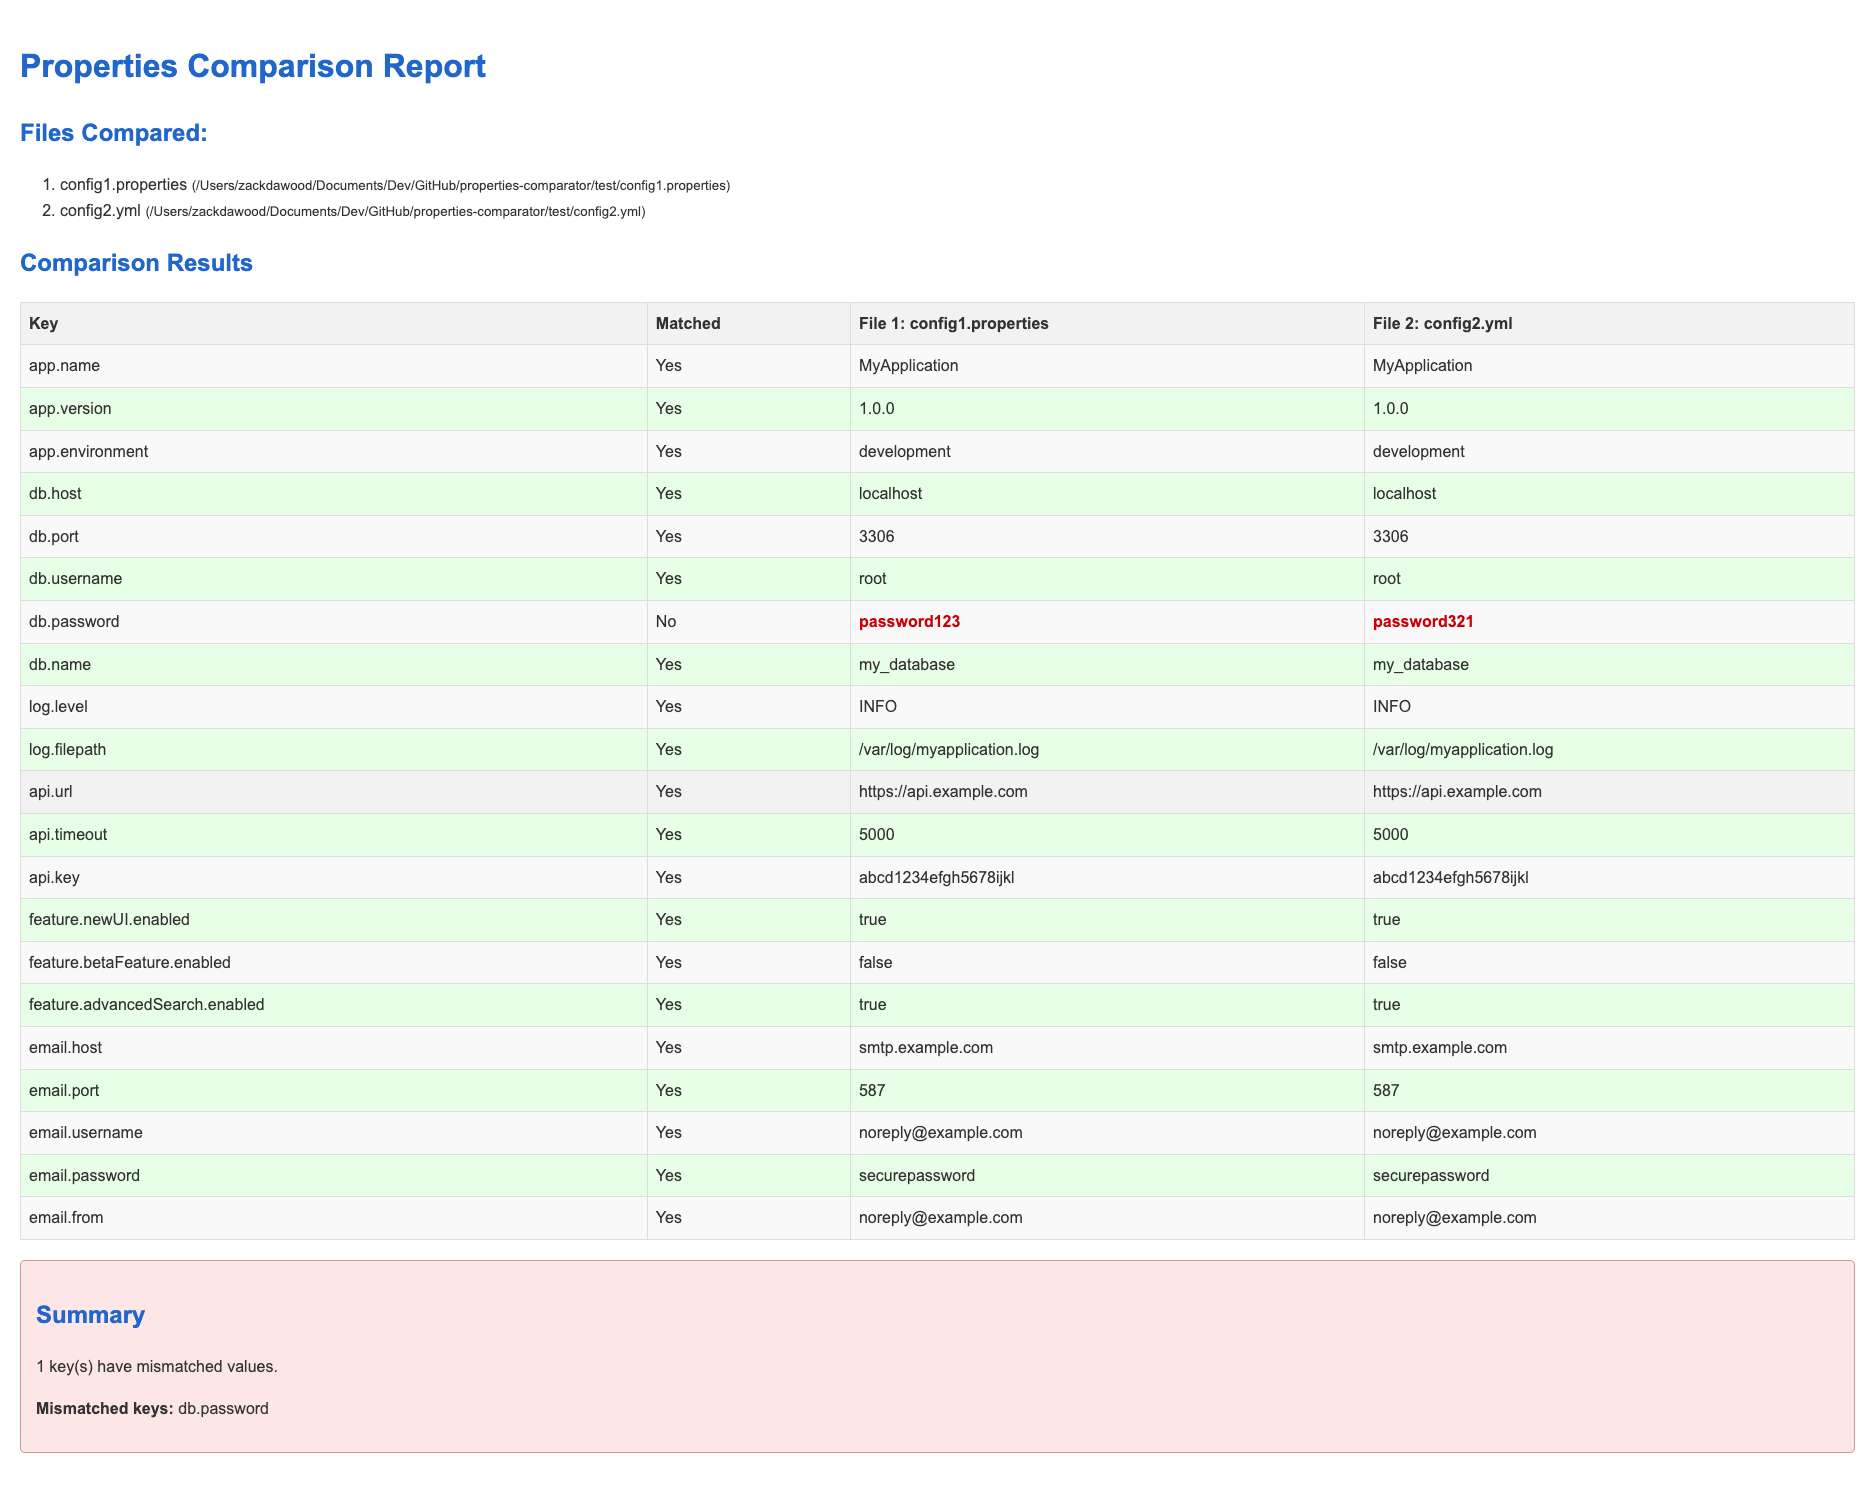 Properties Comparison Report
Files Compared:
1. config1.properties (/Users/zackdawood/Documents/Dev/GitHub/properties-comparator/test/config1.properties)
2. config2.yml (/Users/zackdawood/Documents/Dev/GitHub/properties-comparator/test/config2.yml)
Comparison Results
Key Matched File 1: config1.properties File 2: config2.yml
app.name Yes MyApplication MyApplication
app.version Yes 1.0.0 1.0.0
app.environment Yes development development
db.host Yes localhost localhost
db.port Yes 3306 3306
db.username Yes root root
db.password No password123 password321
db.name Yes my_database my_database
log.level Yes INFO INFO
log.filepath Yes /var/log/myapplication.log /var/log/myapplication.log
api.url Yes https://api.example.com https://api.example.com
api.timeout Yes 5000 5000
api.key Yes abcd1234efgh5678ijkl abcd1234efgh5678ijkl
feature.newUI.enabled Yes true true
feature.betaFeature.enabled Yes false false
feature.advancedSearch.enabled Yes true true
email.host Yes smtp.example.com smtp.example.com
email.port Yes 587 587
email.username Yes noreply@example.com noreply@example.com
email.password Yes securepassword securepassword
email.from Yes noreply@example.com noreply@example.com
Summary
1 key(s) have mismatched values.
Mismatched keys: db.password